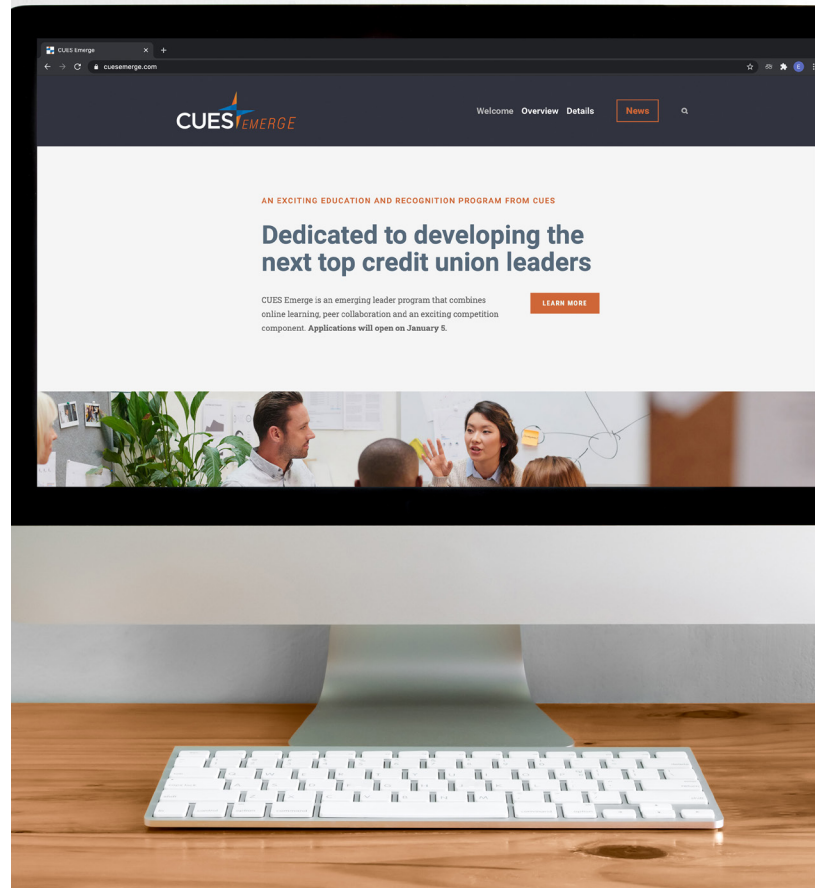 CUES Emerge
cuesemerge.com
E
CUES EMERGE
Welcome Overview Details News
AN EXCITING EDUCATION AND RECOGNITION PROGRAM FROM CUES
Dedicated to developing the
next top credit union leaders
CUES Emerge is an emerging leader program that combines
online learning, peer collaboration and an exciting competition
component. Applications will open on January 5.
LEARN MORE